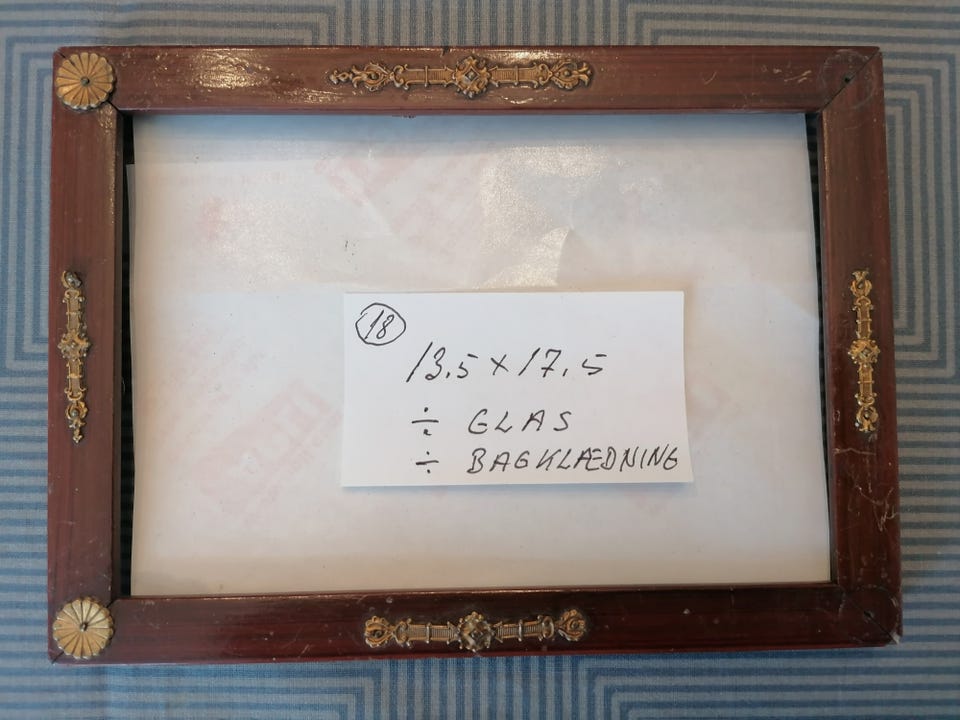 18
13.5 × 17.5
÷ GLAS
÷ BAGKLÆDNING